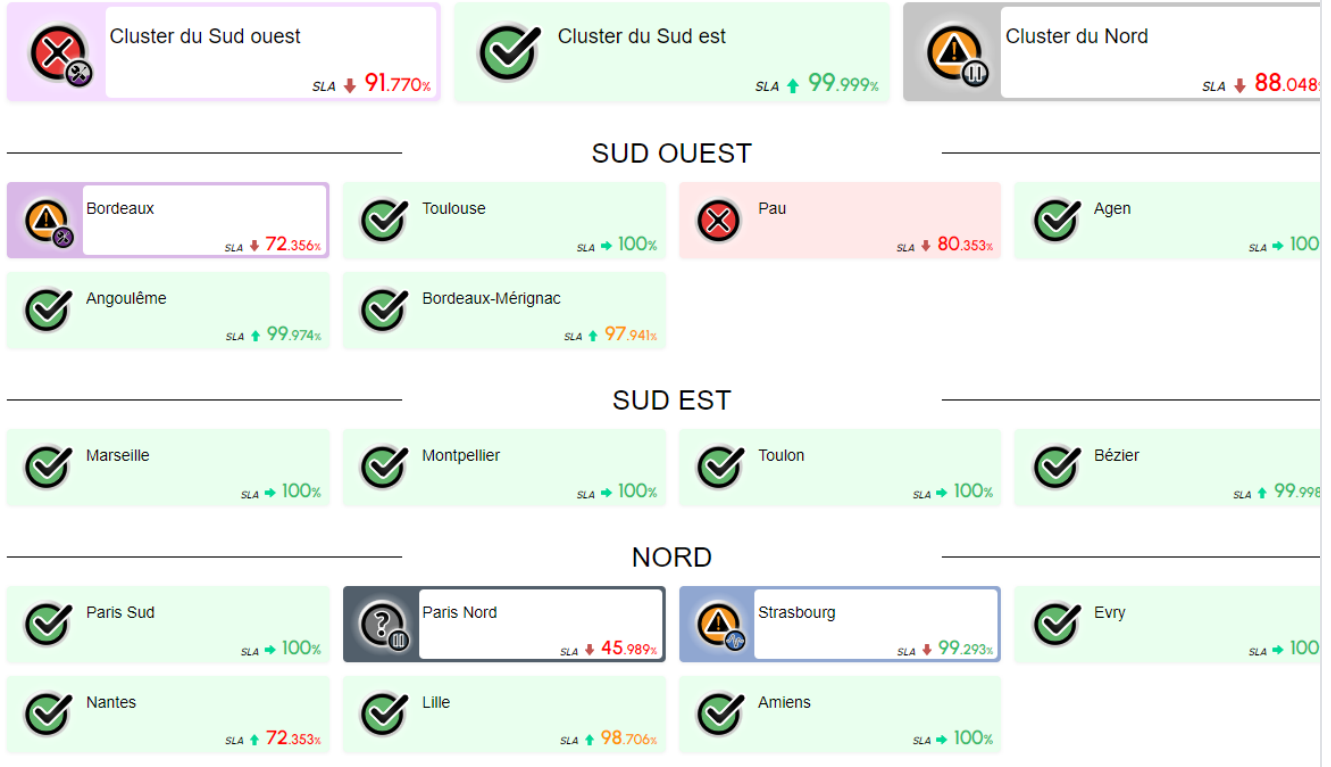 Cluster du Sud ouest
SLA 91.770%
Cluster du Sud est
SLA 99.999%
Cluster du Nord
SLA 88.048
SUD OUEST
Bordeaux
SLA 72.356%
Toulouse
SLA 100%
Pau
SLA 80.353%
Agen
SLA 100
Angoulême
SLA 99.974%
Bordeaux-Mérignac
SLA 97.941%
SUD EST
Marseille
SLA 100%
Montpellier
SLA 100%
Toulon
SLA 100%
Bézier
SLA 99.998
NORD
Paris Sud
SLA 100%
Paris Nord
SLA 45.989%
Strasbourg
SLA 99.293%
Evry
SLA 100
Nantes
SLA 72.353%
Lille
SLA 98.706%
Amiens
SLA 100%